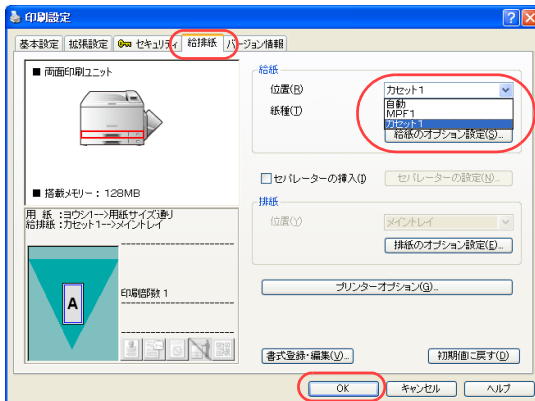 印刷設定
基本設定 拡張設定 セキュリティ 給排紙 バージョン情報
■ 両面印刷ユニット
■ 搭載メモリー： 128MB
用 紙 :ヨウシ1-->用紙サイズ通り
給排紙 :カセット1-->メイントレイ
A
印刷部数 1
給紙
位置(R) カセット1
自動
MPF1
カセット1
紙種(T)
給紙のオプション設定(S)...
セパレーターの挿入(I) セパレーターの設定(N)...
排紙
位置(Y) メイントレイ
排紙のオプション設定(E)...
プリンターオプション(G)...
書式登録・編集(V)... 初期値に戻す(D)
OK キャンセル ヘルプ